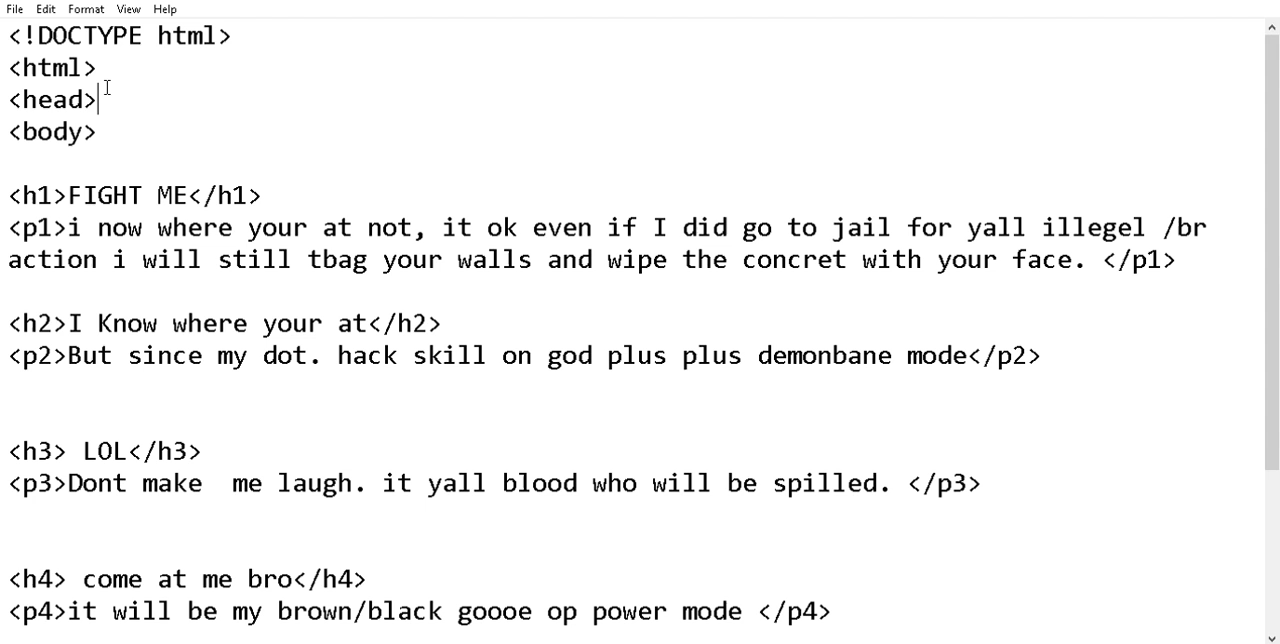 File Edit Format View Help
<!DOCTYPE html>
<html>
<head>
<body>
<h1>FIGHT ME</h1>
<p1>i now where your at not, it ok even if I did go to jail for yall illegel /br
action i will still tbag your walls and wipe the concret with your face. </p1>
<h2>I Know where your at</h2>
<p2>But since my dot. hack skill on god plus plus demonbane mode</p2>
<h3> LOL</h3>
<p3>Dont make  me laugh. it yall blood who will be spilled. </p3>
<h4> come at me bro</h4>
<p4>it will be my brown/black goooe op power mode </p4>